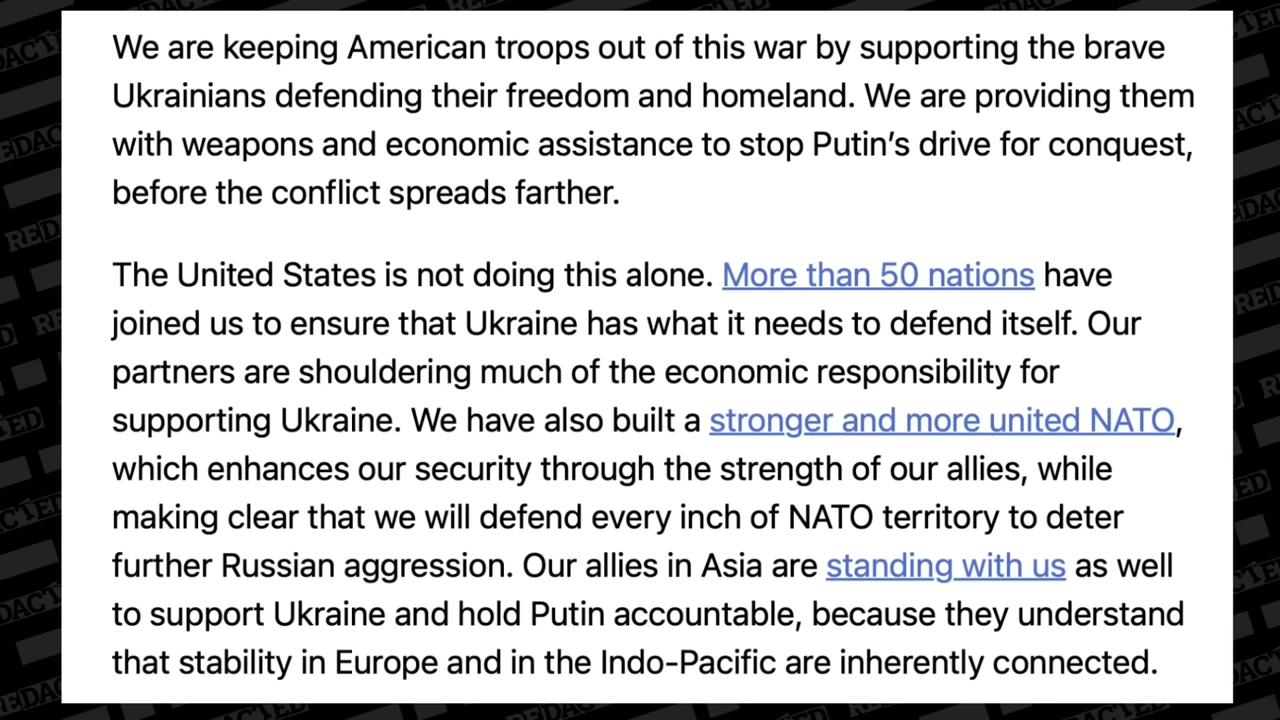 We are keeping American troops out of this war by supporting the brave
Ukrainians defending their freedom and homeland. We are providing them
with weapons and economic assistance to stop Putin’s drive for conquest,
before the conflict spreads farther.
The United States is not doing this alone. More than 50 nations have
joined us to ensure that Ukraine has what it needs to defend itself. Our
partners are shouldering much of the economic responsibility for
supporting Ukraine. We have also built a stronger and more united NATO,
which enhances our security through the strength of our allies, while
making clear that we will defend every inch of NATO territory to deter
further Russian aggression. Our allies in Asia are standing with us as well
to support Ukraine and hold Putin accountable, because they understand
that stability in Europe and in the Indo-Pacific are inherently connected.